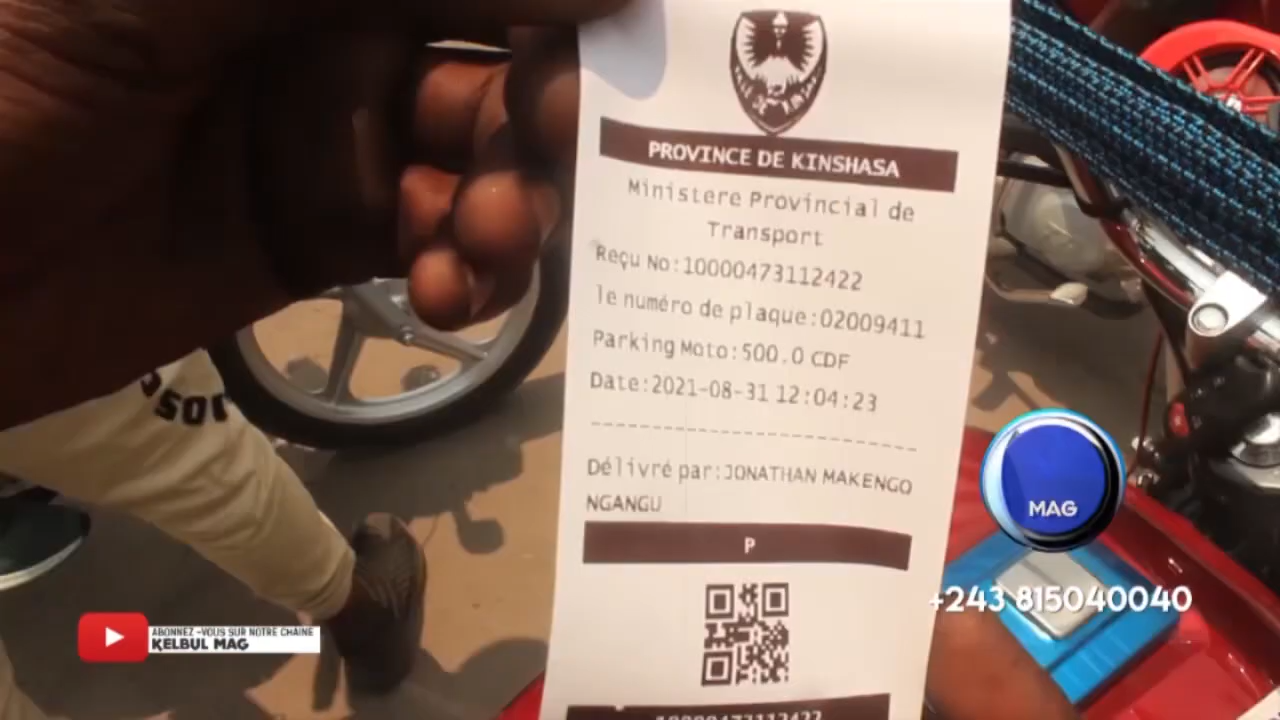 PROVINCE DE KINSHASA
Ministere Provincial de
Transport
Reçu No:10000473112422
le numéro de plaque:02009411
Parking Moto:500.0 CDF
Date:2021-08-31 12:04:23
Délivré par:JONATHAN MAKENGO
NGANGU
P
10000473112422
MAG
+243 815040040
ABONNEZ -VOUS SUR NOTRE CHAINE
KELBUL MAG